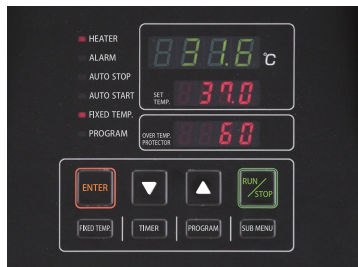 HEATER
ALARM
AUTO STOP
AUTO START
FIXED TEMP.
PROGRAM
31.6 °C
SET TEMP. 37.0
OVER TEMP. PROTECTOR 60
ENTER
RUN/STOP
FIXED TEMP.
TIMER
PROGRAM
SUB MENU